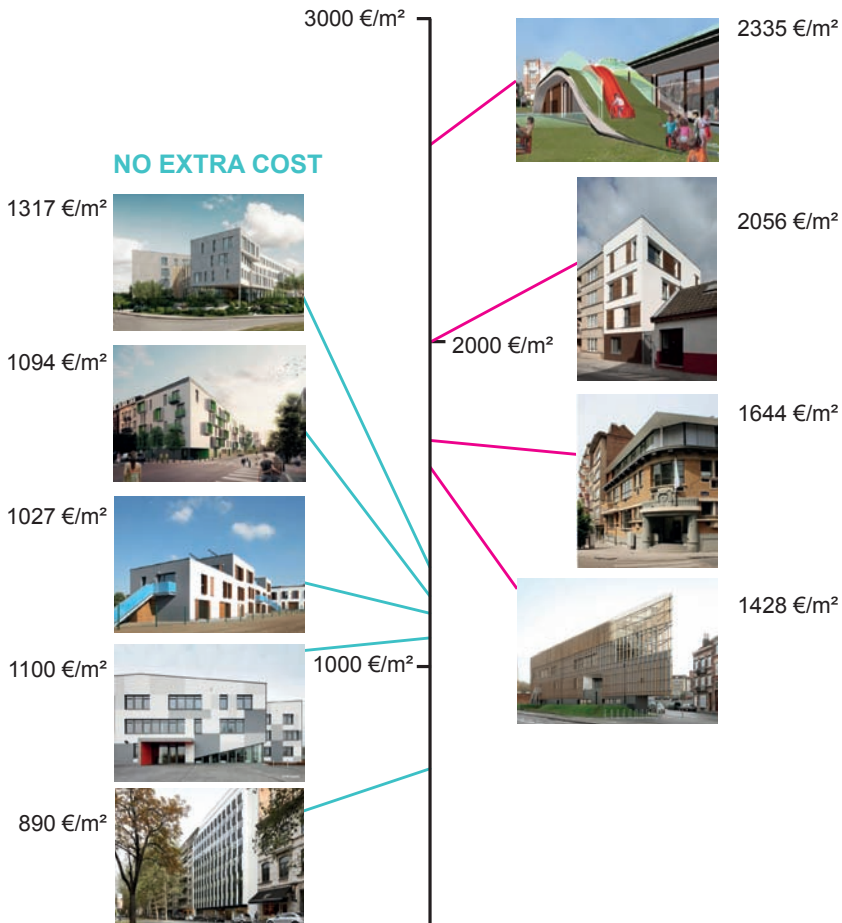 3000 €/m²
2335 €/m²
NO EXTRA COST
1317 €/m²
2056 €/m²
2000 €/m²
1094 €/m²
1644 €/m²
1027 €/m²
1428 €/m²
1100 €/m²
1000 €/m²
890 €/m²